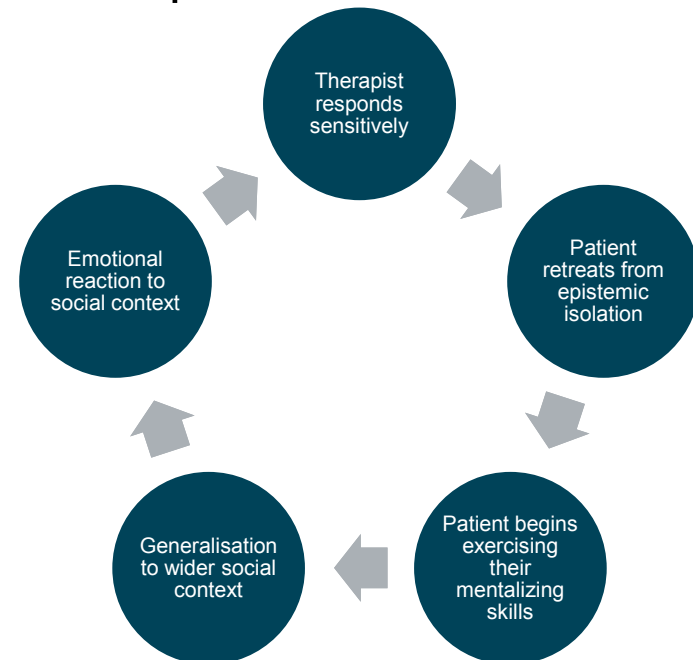 Therapist
responds
sensitively
Patient
retreats from
epistemic
isolation
Patient begins
exercising
their
mentalizing
skills
Generalisation
to wider social
context
Emotional
reaction to
social context